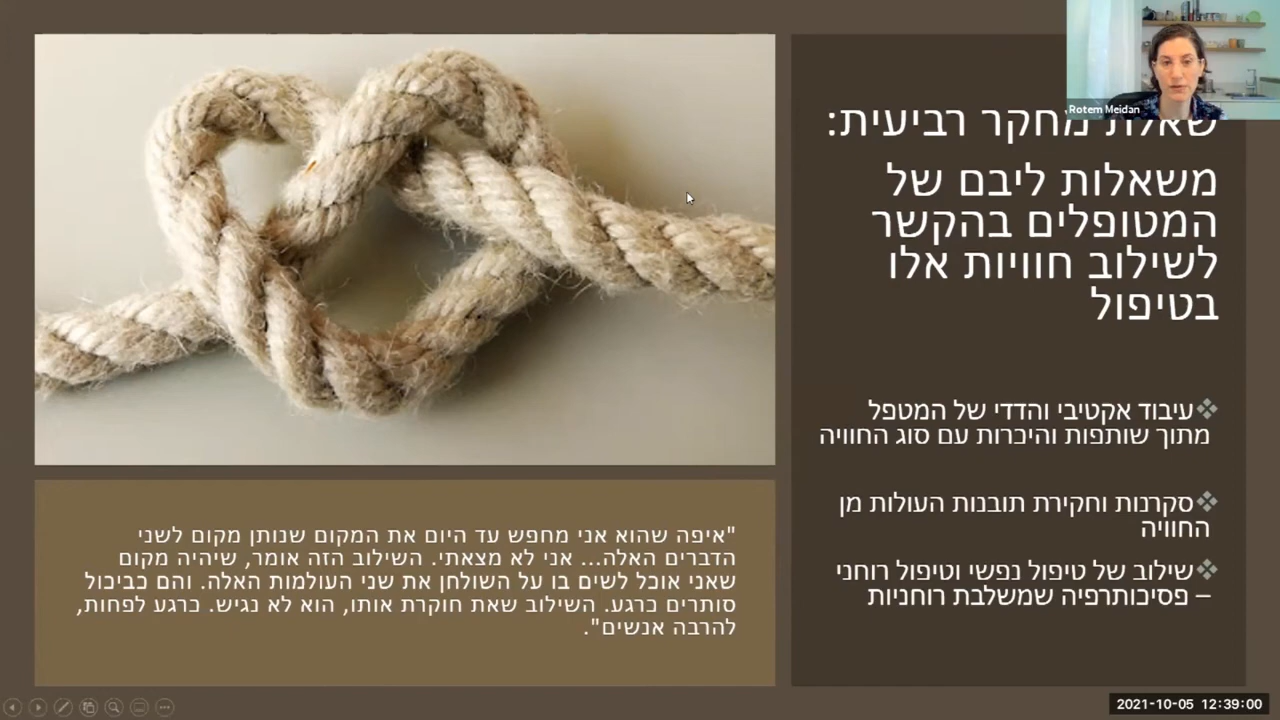 Rotem Meidan
שאלת מחקר רביעית:
משאלות ליבם של
המטופלים בהקשר
לשילוב חוויות אלו
בטיפול
עיבוד אקטיבי והדדי של המטפל
מתוך שותפות והיכרות עם סוג החוויה
סקרנות וחקירת תובנות העולות מן
החוויה
שילוב של טיפול נפשי וטיפול רוחני
– פסיכותרפיה שמשלבת רוחניות
"איפה שהוא אני מחפש עד היום את המקום שנותן מקום לשני
הדברים האלה... אני לא מצאתי. השילוב הזה אומר, שיהיה מקום
שאני אוכל לשים בו על השולחן את שני העולמות האלה. והם כביכול
סותרים כרגע. השילוב שאת חוקרת אותו, הוא לא נגיש. כרגע לפחות,
להרבה אנשים".
2021-10-05 12:39:00